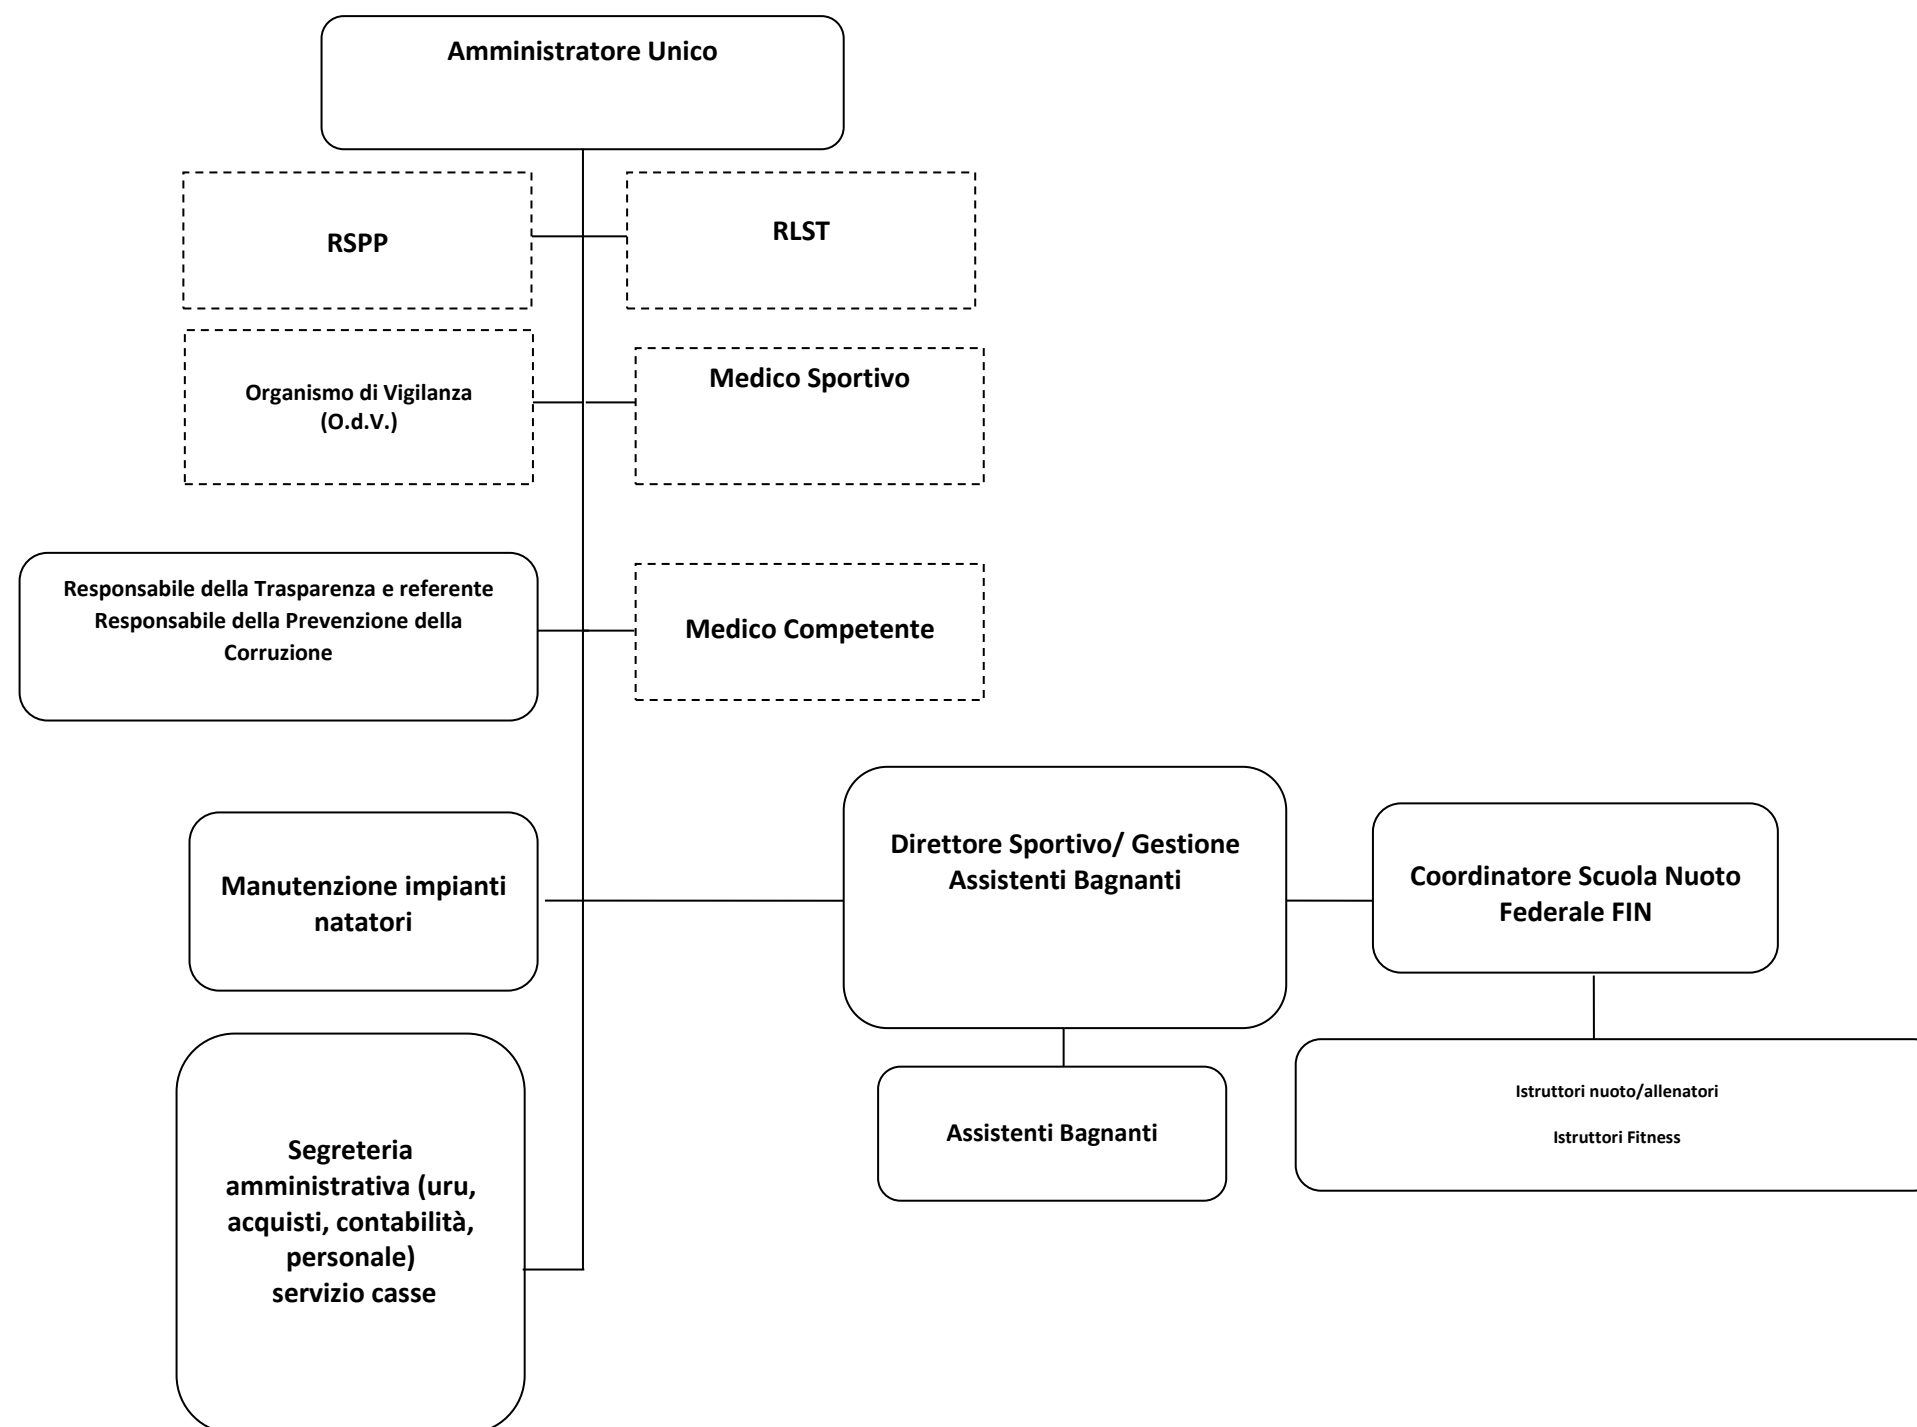 Amministratore Unico
RSPP
RLST
Organismo di Vigilanza
(O.d.V.)
Medico Sportivo
Responsabile della Trasparenza e referente
Responsabile della Prevenzione della
Corruzione
Medico Competente
Manutenzione impianti
natatori
Direttore Sportivo/ Gestione
Assistenti Bagnanti
Coordinatore Scuola Nuoto
Federale FIN
Segreteria
amministrativa (uru,
acquisti, contabilità,
personale)
servizio casse
Assistenti Bagnanti
Istruttori nuoto/allenatori
Istruttori Fitness